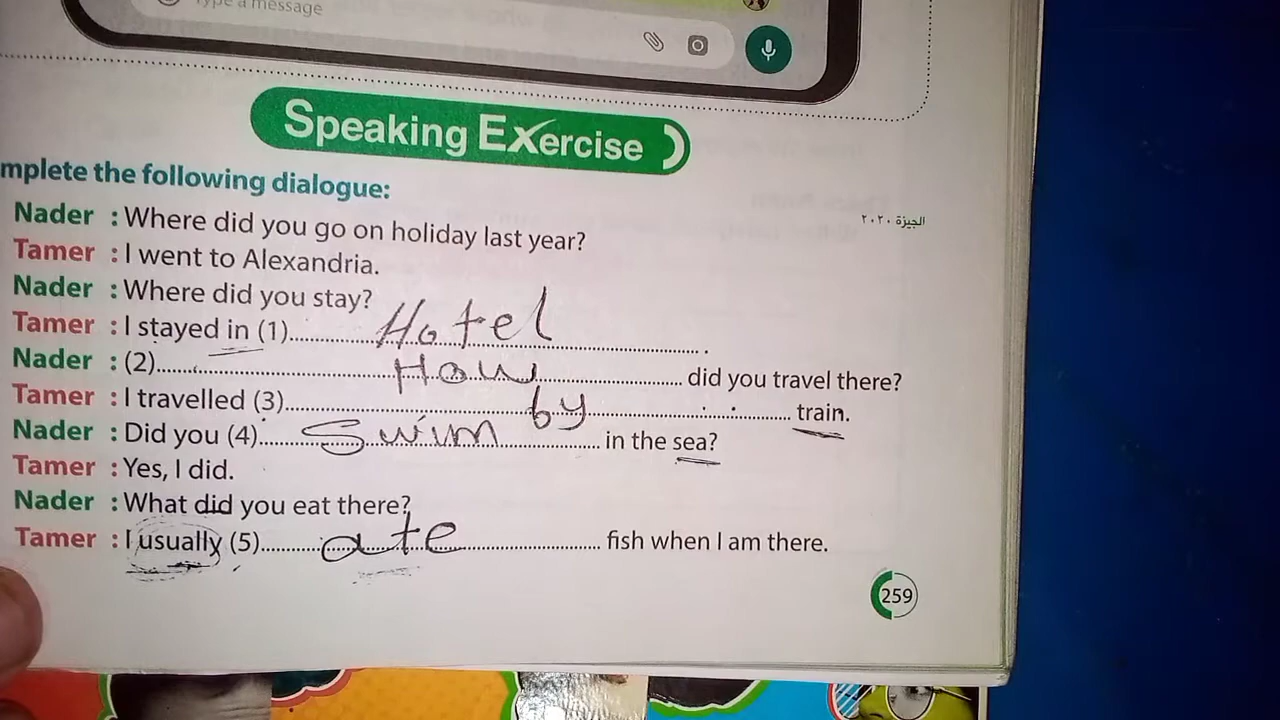 Type a message
Speaking Exercise
mplete the following dialogue:
الجيزة ٢٠٢٠
Nader : Where did you go on holiday last year?
Tamer : I went to Alexandria.
Nader : Where did you stay?
Tamer : I stayed in (1)..........Hotel.......... .
Nader : (2)..........How.......... did you travel there?
Tamer : I travelled (3)..........by.......... train.
Nader : Did you (4)..........Swim.......... in the sea?
Tamer : Yes, I did.
Nader : What did you eat there?
Tamer : I usually (5)..........ate.......... fish when I am there.
259